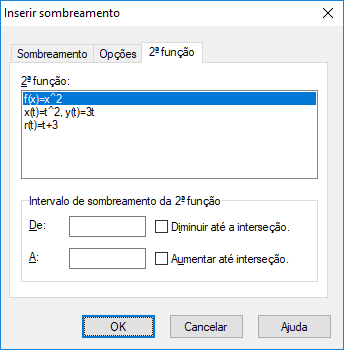 Inserir sombreamento
Sombreamento Opções 2ª função
2ª função:
f(x)=x^2
x(t)=t^2, y(t)=3t
r(t)=t+3
Intervalo de sombreamento da 2ª função
De: Diminuir até a interseção.
A: Aumentar até interseção.
OK Cancelar Ajuda